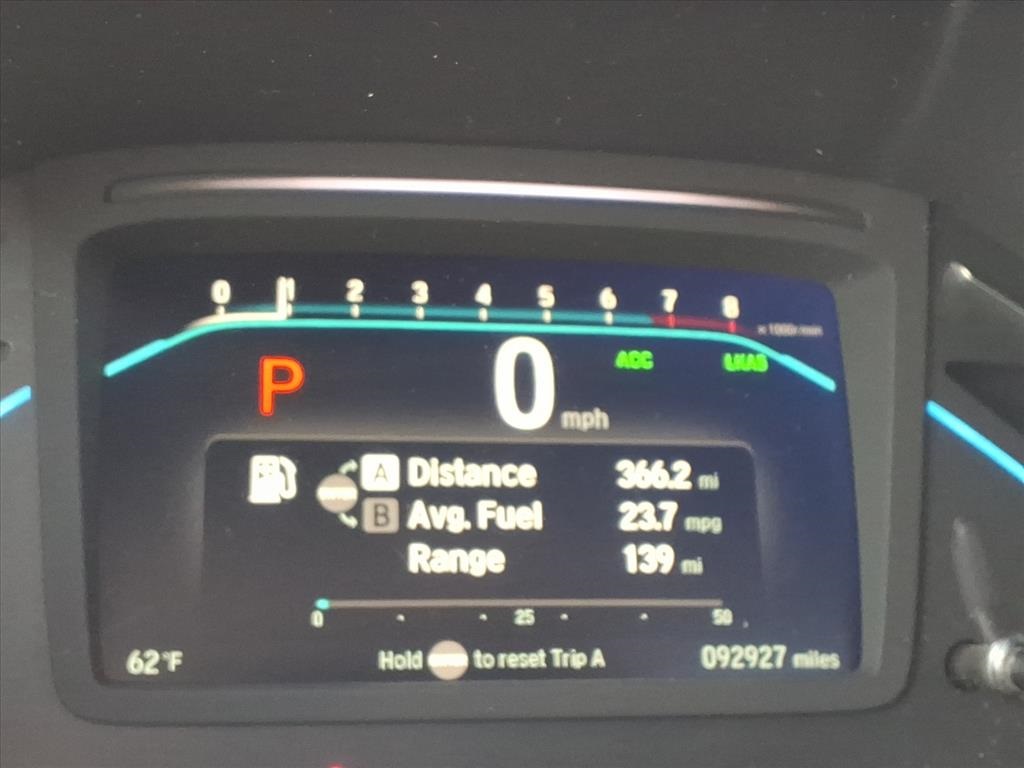 0 1 2 3 4 5 6 7 8
x 1000r/min
P 0 mph ACC LKAS
A Distance 366.2 mi
B Avg. Fuel 23.7 mpg
Range 139 mi
0 25 50
62°F Hold to reset Trip A 092927 miles